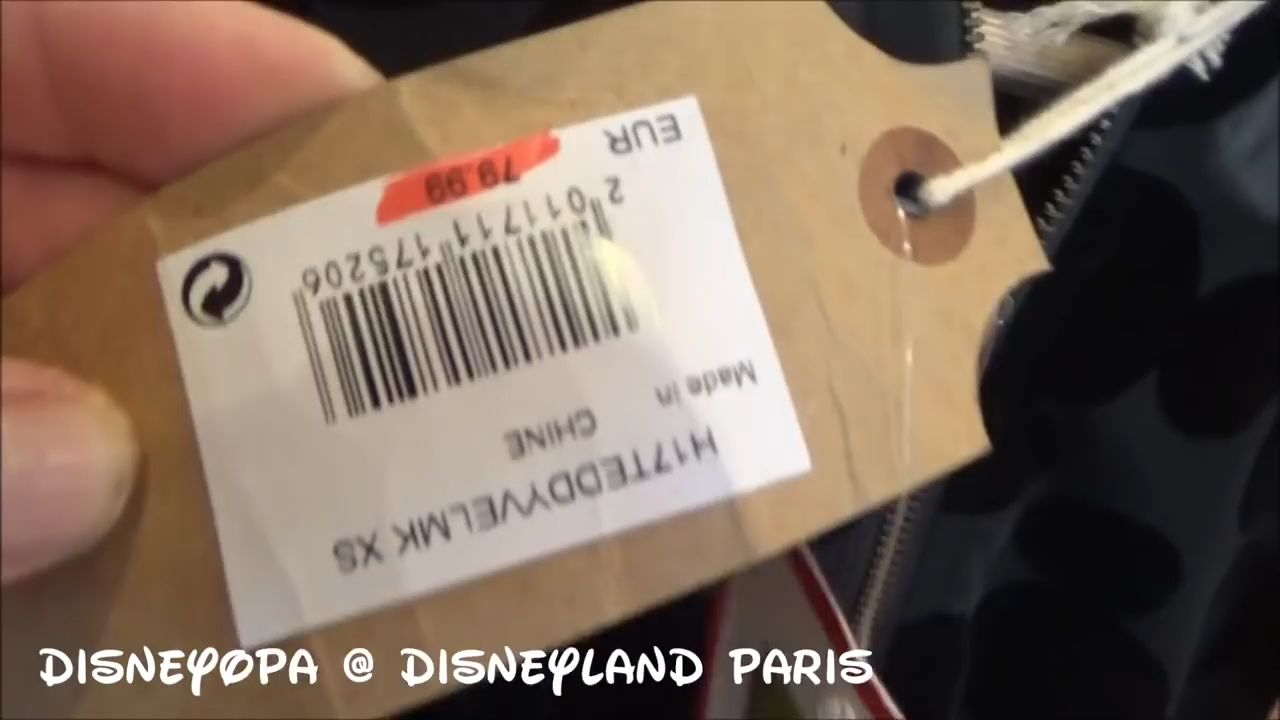 H17TEDDYVELMK XS
CHINE
Made in
2 011711 175206
79.99
EUR
DISNEYOPA @ DISNEYLAND PARIS